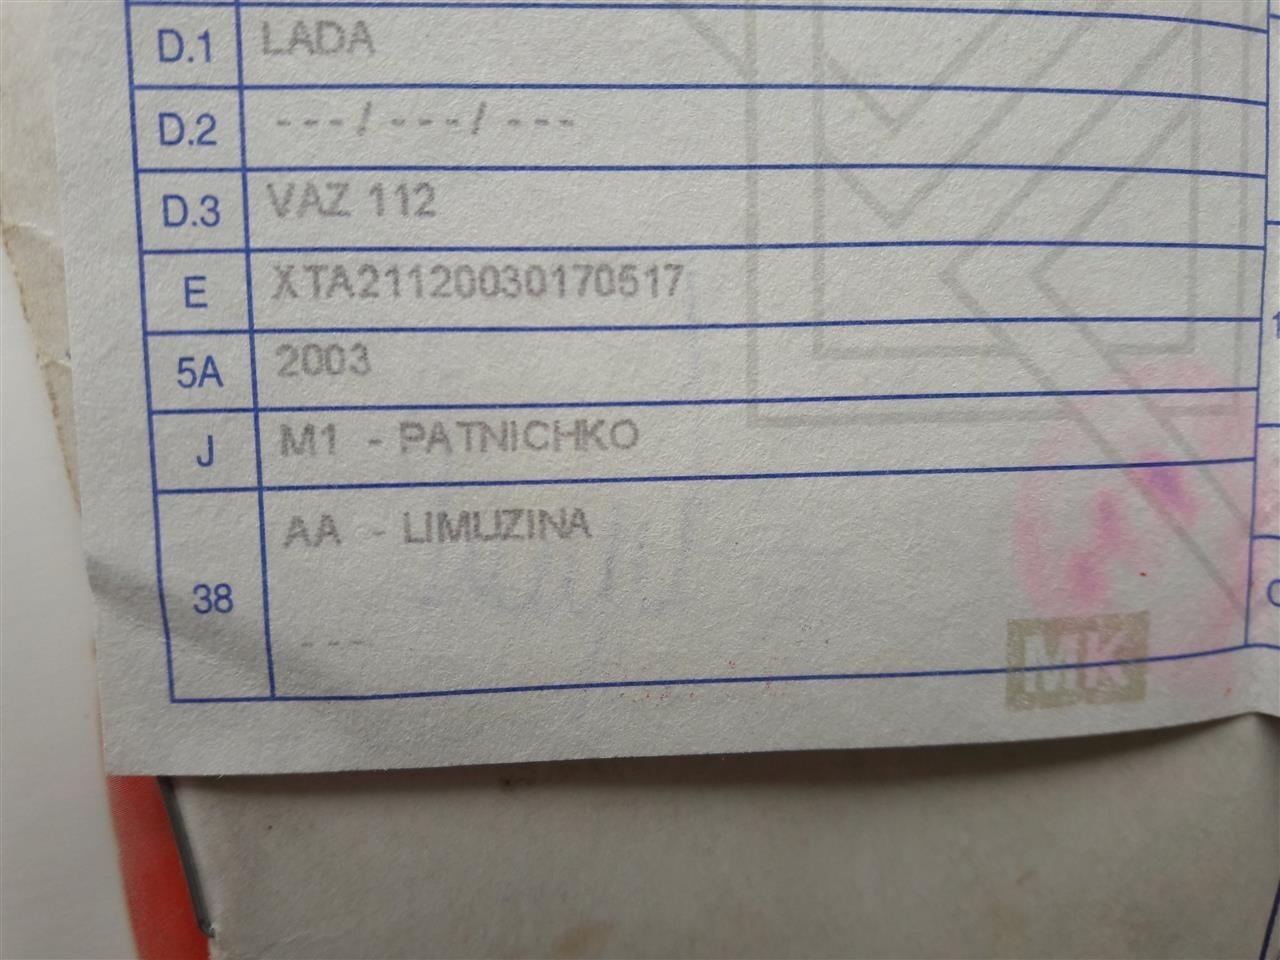 D.1 LADA
D.2 ---/---/---
D.3 VAZ 112
E XTA21120030170517
5A 2003
J M1 - PATNICHKO
38 AA - LIMUZINA
---
MK